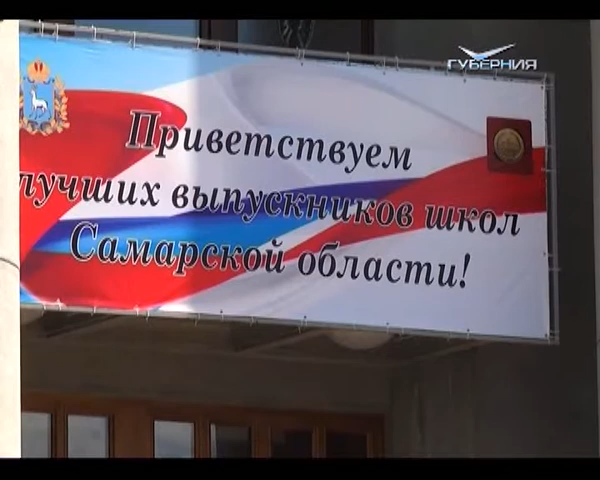 ГУБЕРНИЯ
Приветствуем
лучших выпускников школ
Самарской области!